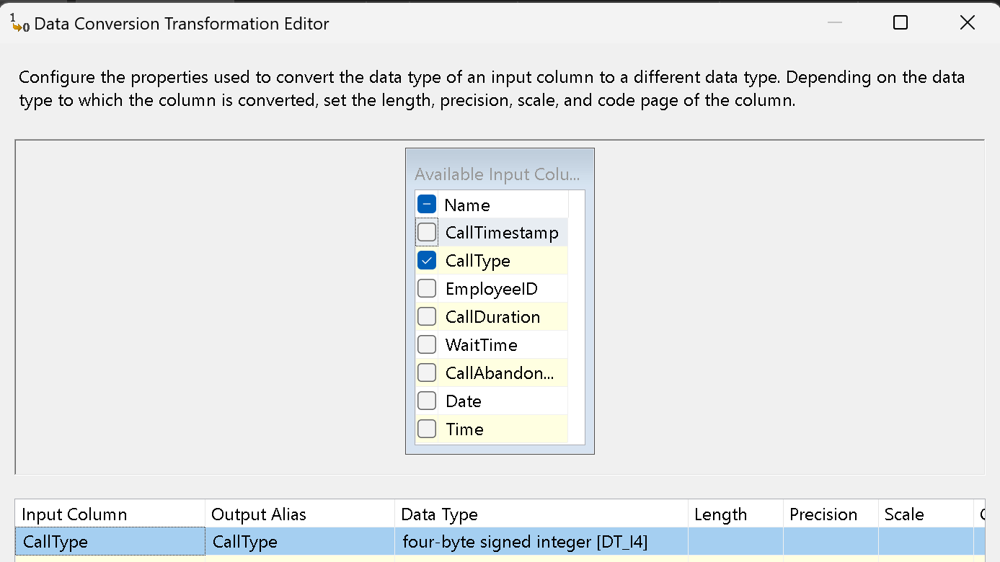 Data Conversion Transformation Editor
Configure the properties used to convert the data type of an input column to a different data type. Depending on the data
type to which the column is converted, set the length, precision, scale, and code page of the column.
Available Input Colu...
Name
CallTimestamp
CallType
EmployeeID
CallDuration
WaitTime
CallAbandon...
Date
Time
Input Column Output Alias Data Type Length Precision Scale
CallType CallType four-byte signed integer [DT_I4]